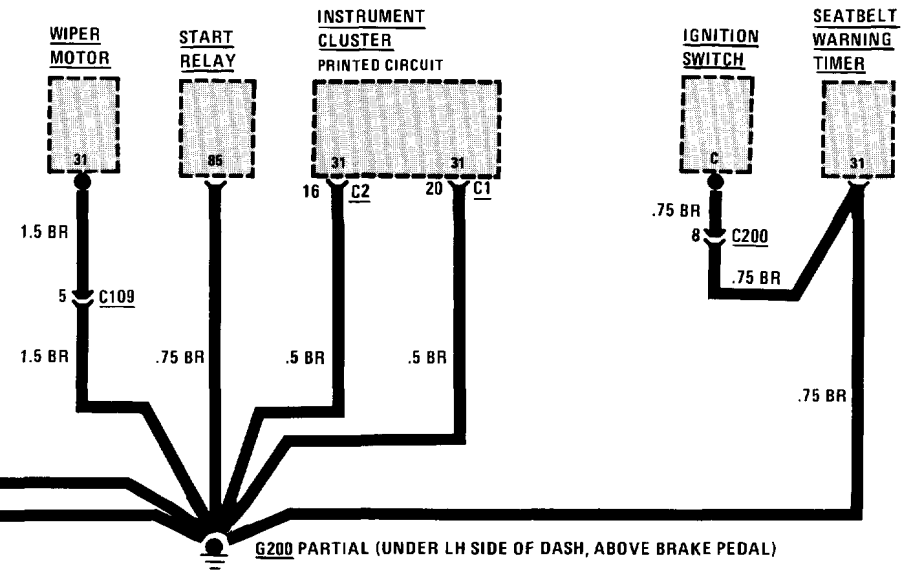 WIPER
MOTOR
START
RELAY
INSTRUMENT
CLUSTER
PRINTED CIRCUIT
IGNITION
SWITCH
SEATBELT
WARNING
TIMER
31
85
31
31
C
31
16
C2
20
C1
1.5 BR
.75 BR
8
C200
.75 BR
5
C109
1.5 BR
.75 BR
.5 BR
.5 BR
.75 BR
G200 PARTIAL (UNDER LH SIDE OF DASH, ABOVE BRAKE PEDAL)